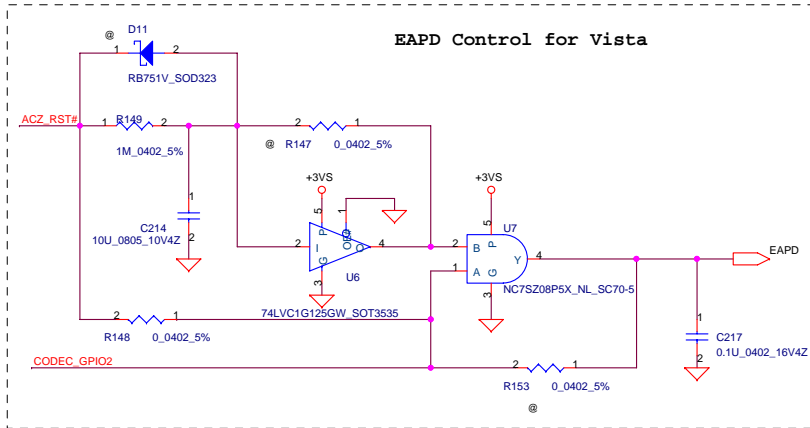 EAPD Control for Vista
D11
@
1
2
RB751V_SOD323
ACZ_RST#
1
R149
2
1M_0402_5%
2
1
@
R147
0_0402_5%
+3VS
+3VS
C214
10U_0805_10V4Z
1
2
5
1
P
OE#
2
I
O
4
G
3
U6
74LVC1G125GW_SOT3535
U7
5
2
B
P
1
A
G
Y
4
3
NC7SZ08P5X_NL_SC70-5
EAPD
2
1
R148
0_0402_5%
CODEC_GPIO2
2
1
R153
0_0402_5%
@
1
C217
2
0.1U_0402_16V4Z